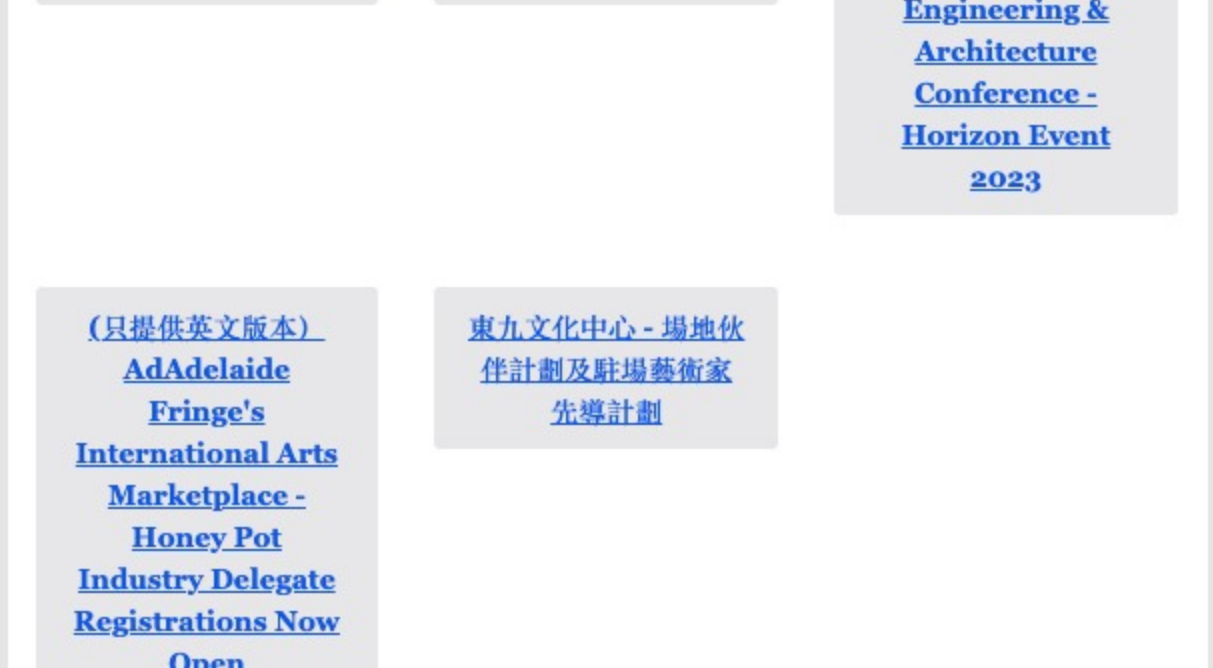 Engineering &
Architecture
Conference -
Horizon Event
2023
(只提供英文版本）
AdAdelaide
Fringe's
International Arts
Marketplace -
Honey Pot
Industry Delegate
Registrations Now
Open
東九文化中心 - 場地伙
伴計劃及駐場藝術家
先導計劃